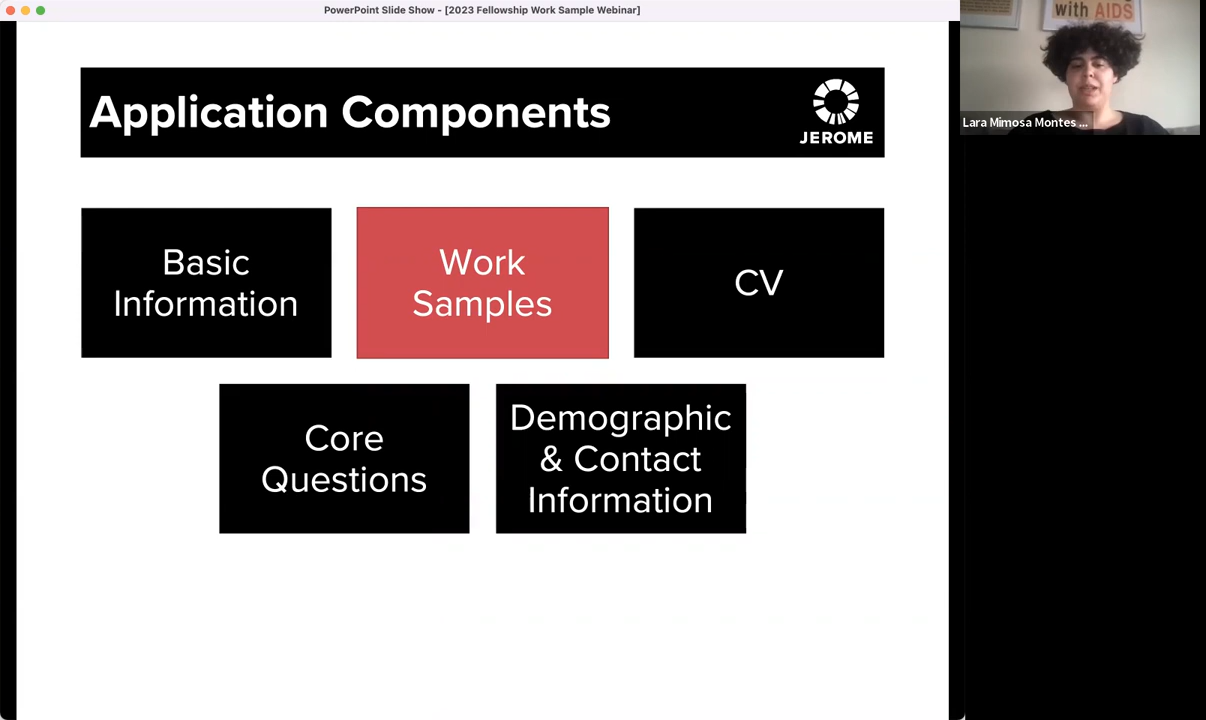 PowerPoint Slide Show - [2023 Fellowship Work Sample Webinar]
Application Components
JEROME
Basic
Information
Work
Samples
CV
Core
Questions
Demographic
& Contact
Information
with AIDS
Lara Mimosa Montes ...